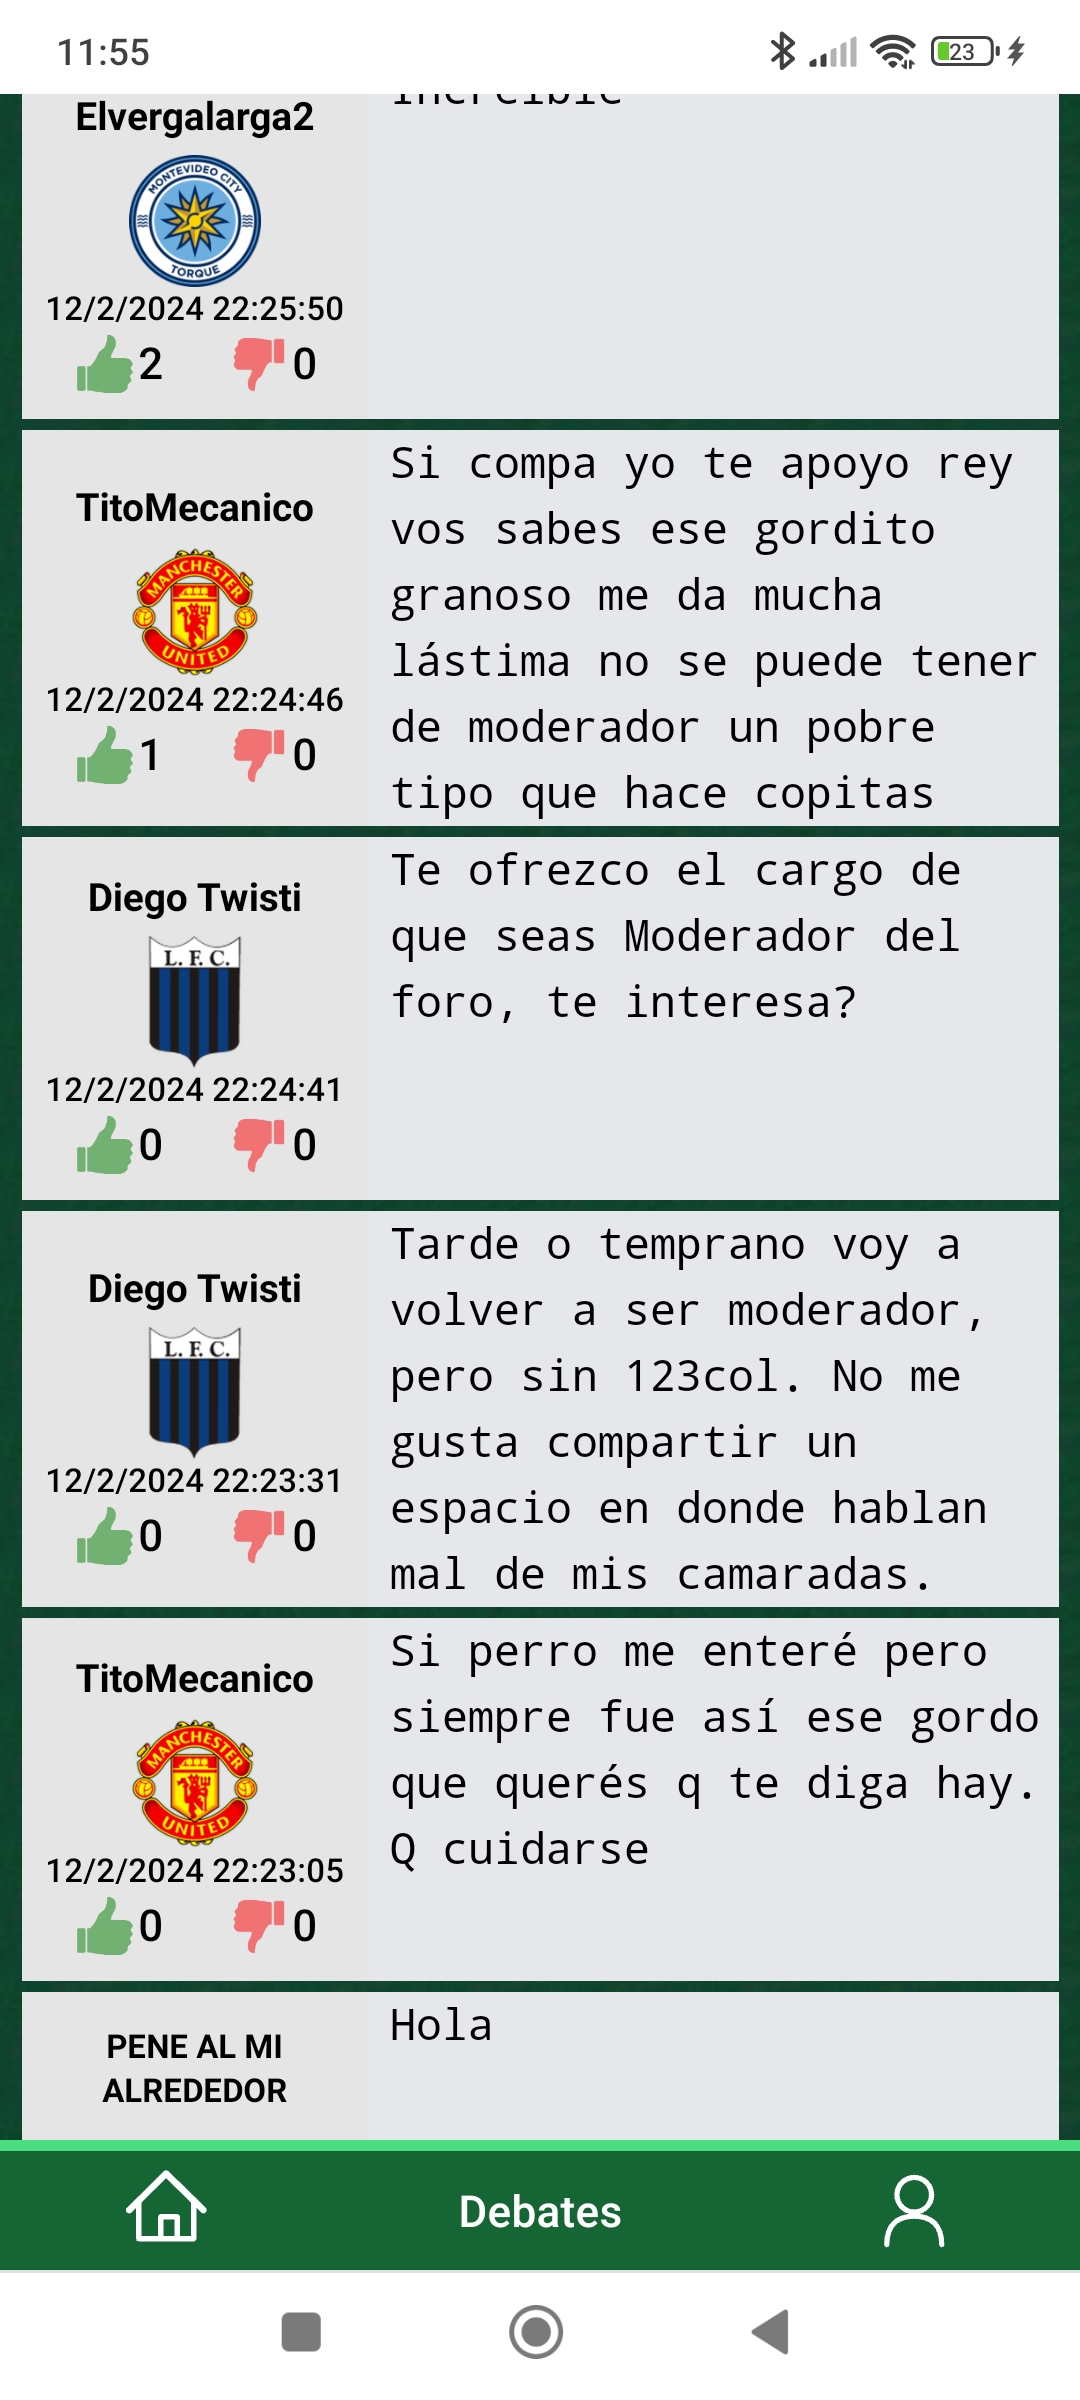 11:55
23
Elvergalarga2
increíble
MONTEVIDEO CITY
TORQUE
12/2/2024 22:25:50
2 0
TitoMecanico
MANCHESTER
UNITED
12/2/2024 22:24:46
1 0
Si compa yo te apoyo rey
vos sabes ese gordito
granoso me da mucha
lástima no se puede tener
de moderador un pobre
tipo que hace copitas
Diego Twisti
L. F. C.
12/2/2024 22:24:41
0 0
Te ofrezco el cargo de
que seas Moderador del
foro, te interesa?
Diego Twisti
L. F. C.
12/2/2024 22:23:31
0 0
Tarde o temprano voy a
volver a ser moderador,
pero sin 123col. No me
gusta compartir un
espacio en donde hablan
mal de mis camaradas.
TitoMecanico
MANCHESTER
UNITED
12/2/2024 22:23:05
0 0
Si perro me enteré pero
siempre fue así ese gordo
que querés q te diga hay.
Q cuidarse
PENE AL MI
ALREDEDOR
Hola
Debates